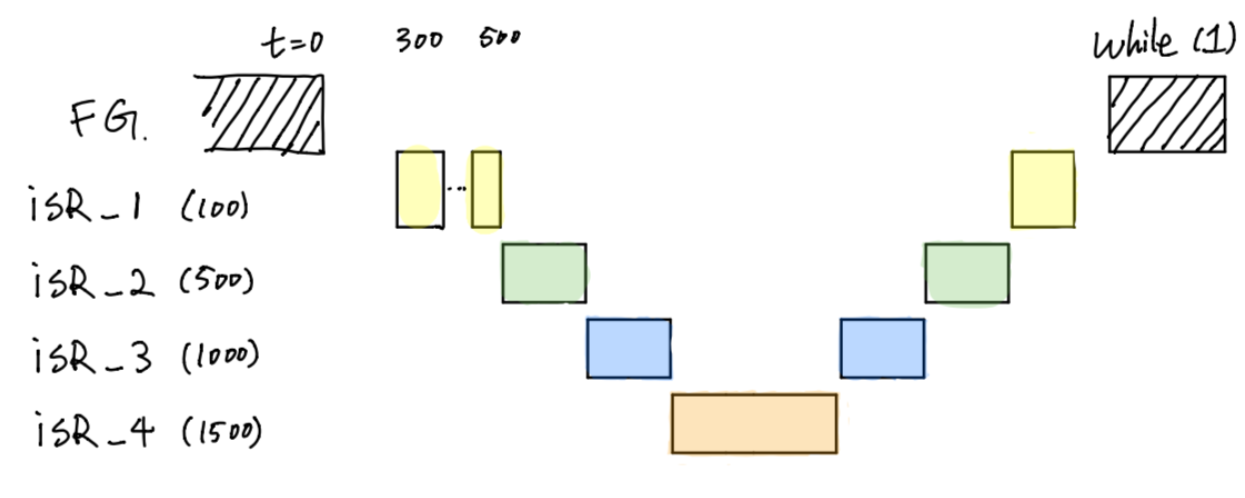 t=0 300 500 while (1)
FG.
isR_1 (100)
...
isR_2 (500)
isR_3 (1000)
isR_4 (1500)